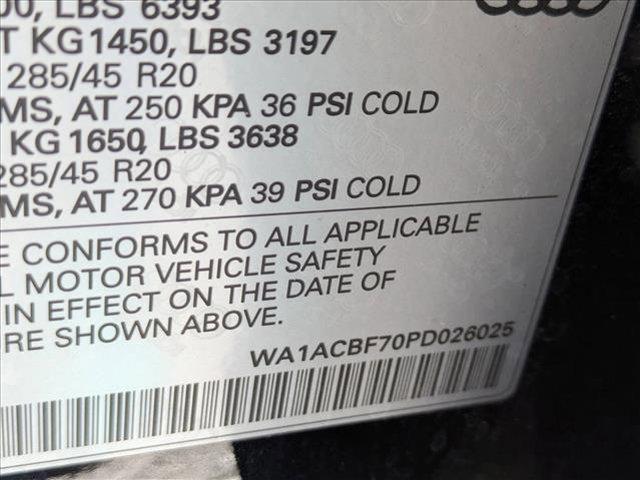 00, LBS 6393
T KG1450, LBS 3197
285/45 R20
MS, AT 250 KPA 36 PSI COLD
KG1650, LBS 3638
285/45 R20
MS, AT 270 KPA 39 PSI COLD
E CONFORMS TO ALL APPLICABLE
L MOTOR VEHICLE SAFETY
IN EFFECT ON THE DATE OF
RE SHOWN ABOVE.
WA1ACBF70PD026025